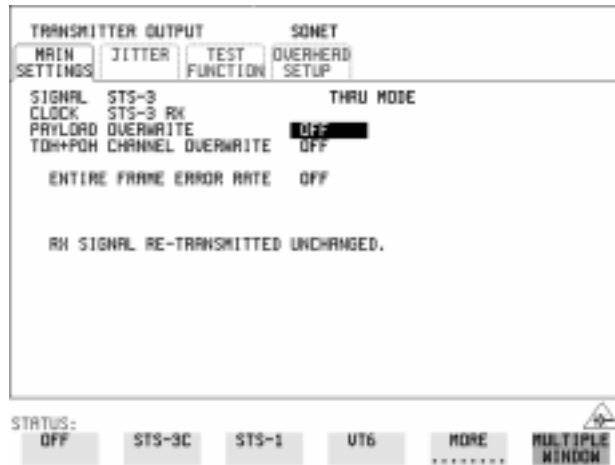 TRANSMITTER OUTPUT SONET
MAIN SETTINGS JITTER TEST FUNCTION OVERHEAD SETUP
SIGNAL STS-3 THRU MODE
CLOCK STS-3 RX
PAYLOAD OVERWRITE OFF
TOH+POH CHANNEL OVERWRITE OFF
ENTIRE FRAME ERROR RATE OFF
RX SIGNAL RE-TRANSMITTED UNCHANGED.
STATUS:
OFF STS-3C STS-1 VT6 MORE ........ MULTIPLE WINDOW